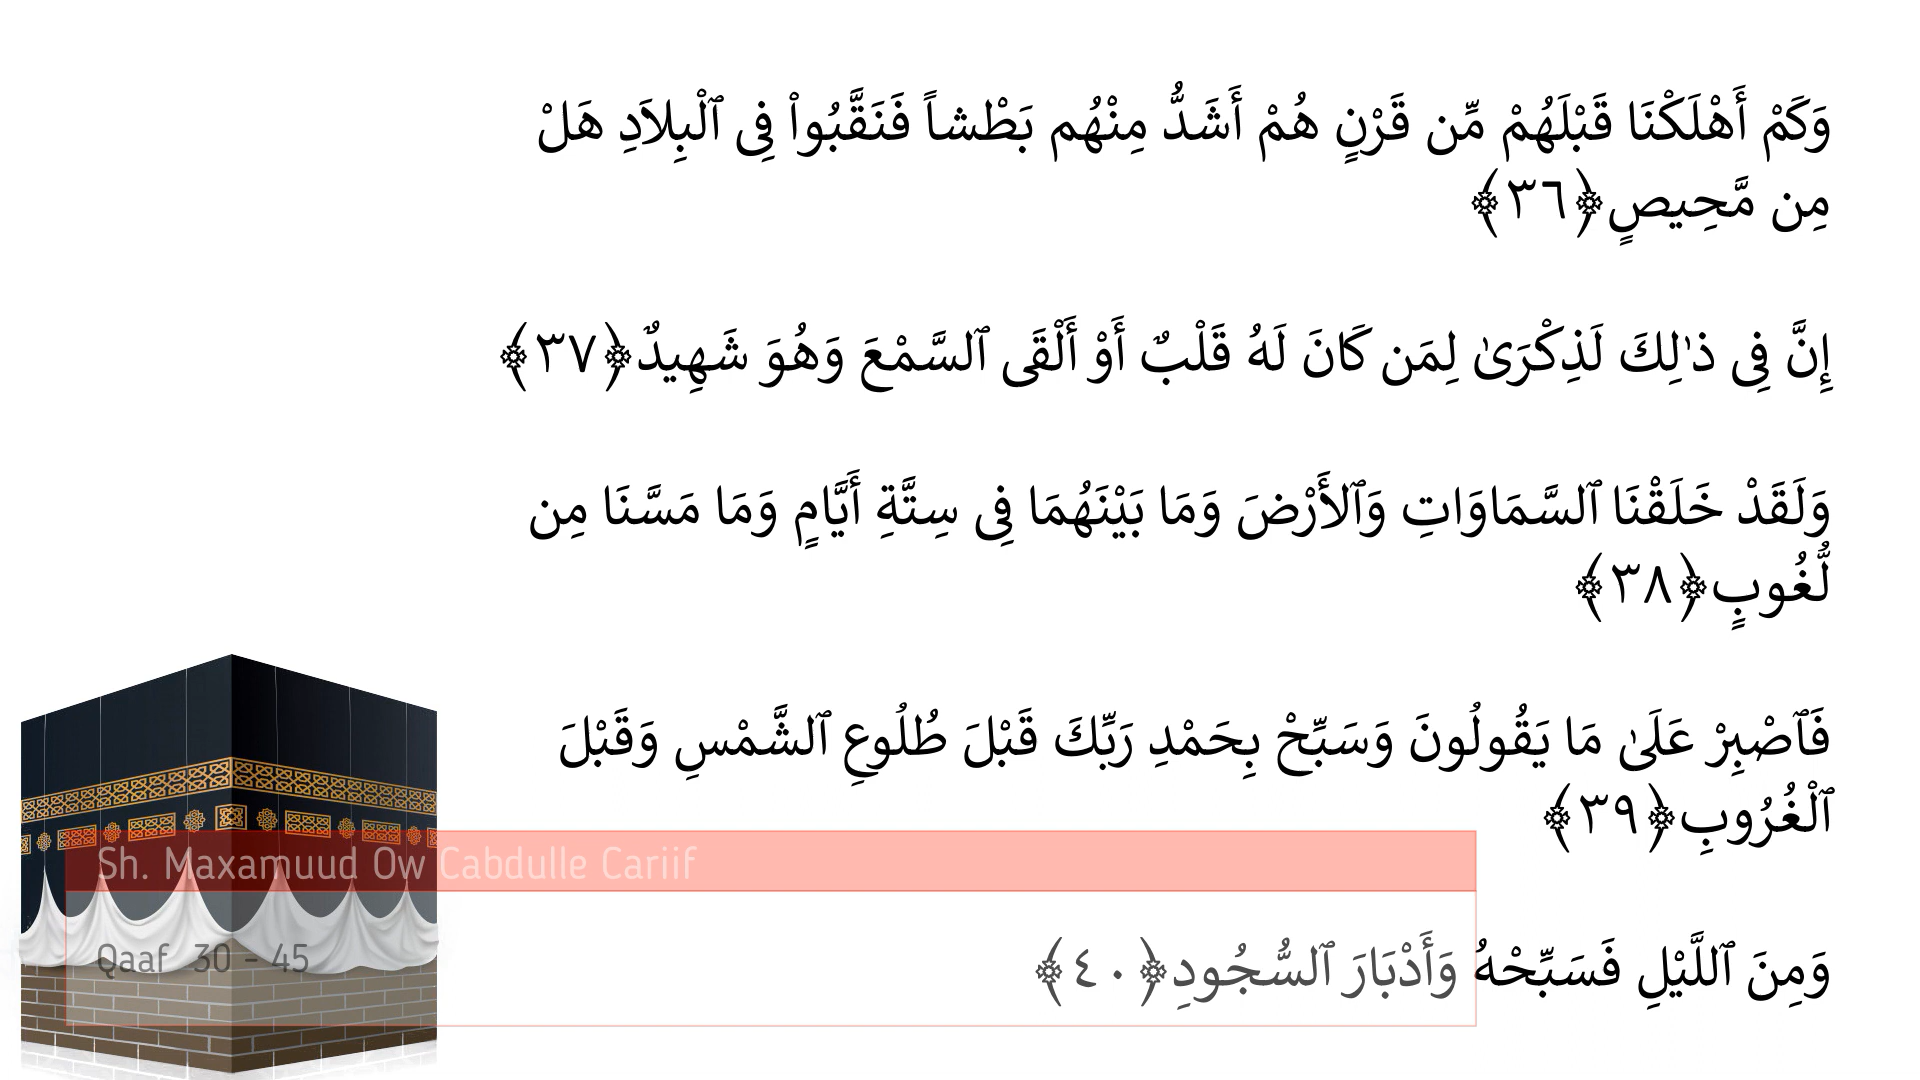 وَكَمْ أَهْلَكْنَا قَبْلَهُمْ مِّن قَرْنٍ هُمْ أَشَدُّ مِنْهُم بَطْشاً فَنَقَّبُواْ فِى ٱلْبِلاَدِ هَلْ
مِن مَّحِيصٍ ﴿٣٦﴾
إِنَّ فِى ذٰلِكَ لَذِكْرَىٰ لِمَن كَانَ لَهُ قَلْبٌ أَوْ أَلْقَى ٱلسَّمْعَ وَهُوَ شَهِيدٌ ﴿٣٧﴾
وَلَقَدْ خَلَقْنَا ٱلسَّمَاوَاتِ وَٱلأَرْضَ وَمَا بَيْنَهُمَا فِى سِتَّةِ أَيَّامٍ وَمَا مَسَّنَا مِن
لُّغُوبٍ ﴿٣٨﴾
فَٱصْبِرْ عَلَىٰ مَا يَقُولُونَ وَسَبِّحْ بِحَمْدِ رَبِّكَ قَبْلَ طُلُوعِ ٱلشَّمْسِ وَقَبْلَ
ٱلْغُرُوبِ ﴿٣٩﴾
Sh. Maxamuud Ow Cabdulle Cariif
وَمِنَ ٱللَّيْلِ فَسَبِّحْهُ وَأَدْبَارَ ٱلسُّجُودِ ﴿٤٠﴾
Qaaf 30 - 45